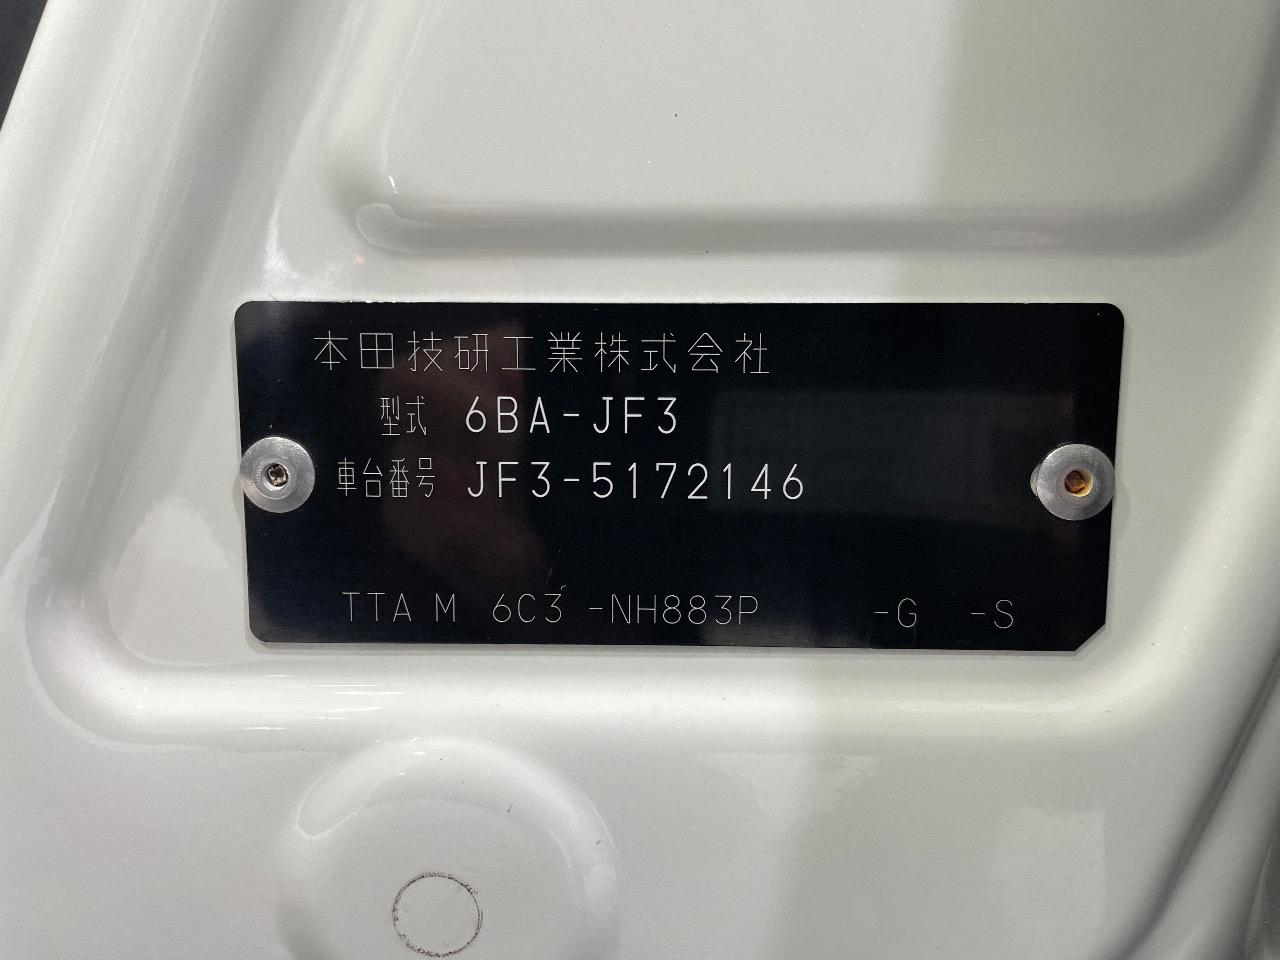 本田技研工業株式会社
型式 6BA-JF3
車台番号 JF3-5172146
TTA M 6C3 -NH883P -G -S